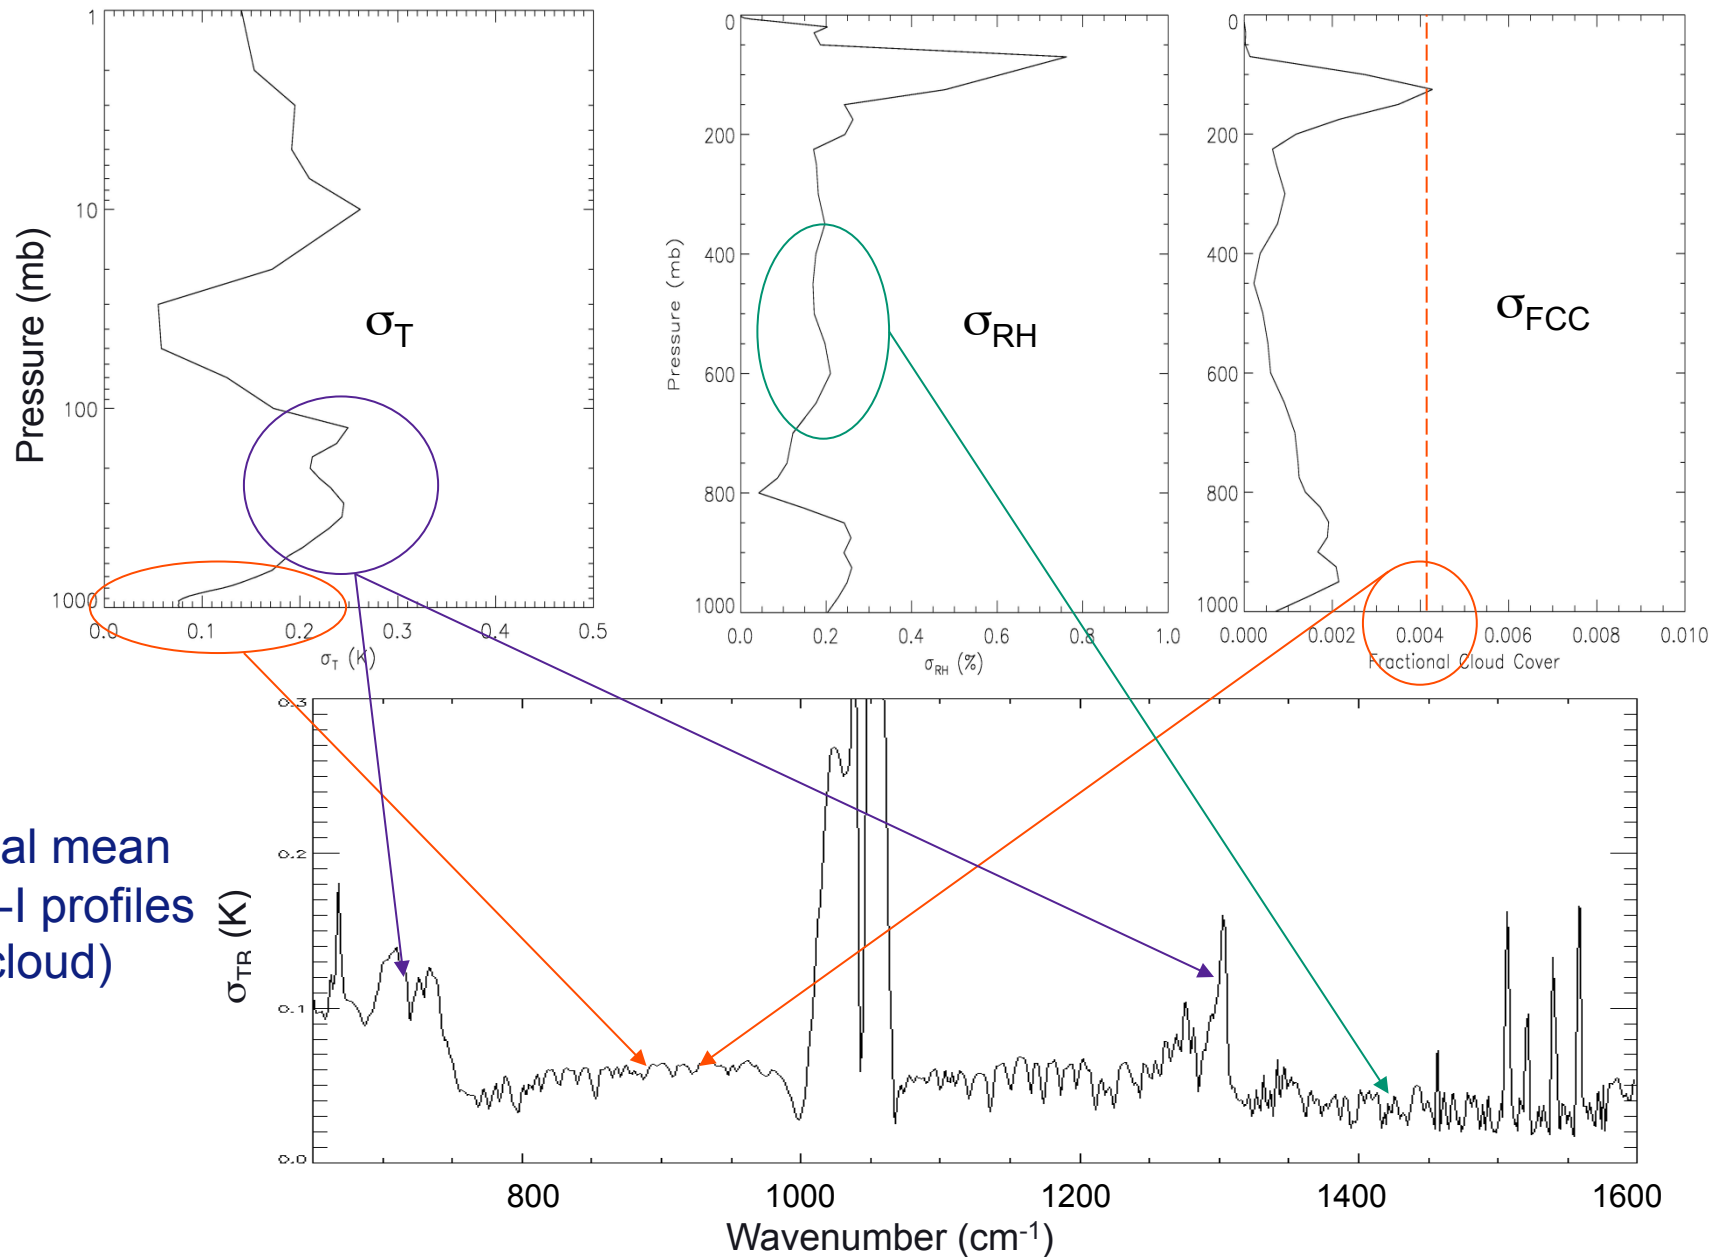 1
10
100
1000
0.0 0.1 0.2 0.3 0.4 0.5
σT (K)
Pressure (mb)
σT
0
200
400
600
800
1000
0.0 0.2 0.4 0.6 0.8 1.0
σRH (%)
Pressure (mb)
σRH
0
200
400
600
800
1000
0.000 0.002 0.004 0.006 0.008 0.010
Fractional Cloud Cover
σFCC
al mean
-I profiles
cloud)
0.3
0.2
0.1
0.0
σTB (K)
800 1000 1200 1400 1600
Wavenumber (cm-1)